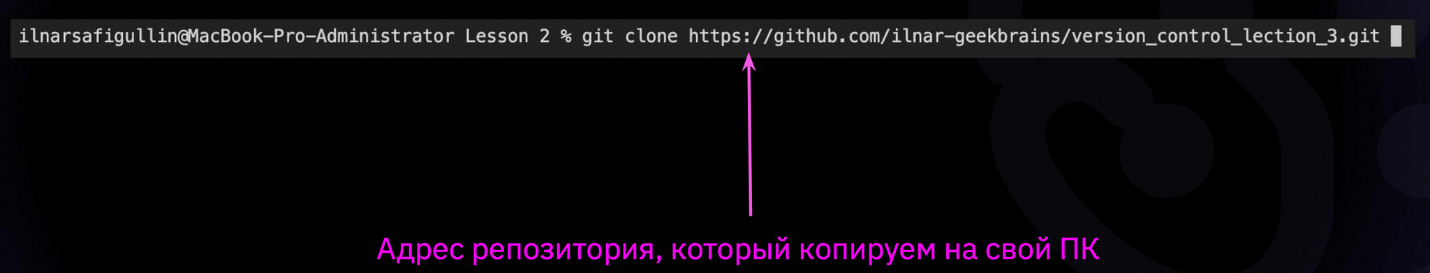 ilnarsafigullin@MacBook-Pro-Administrator Lesson 2 % git clone https://github.com/ilnar-geekbrains/version_control_lection_3.git
Адрес репозитория, который копируем на свой ПК